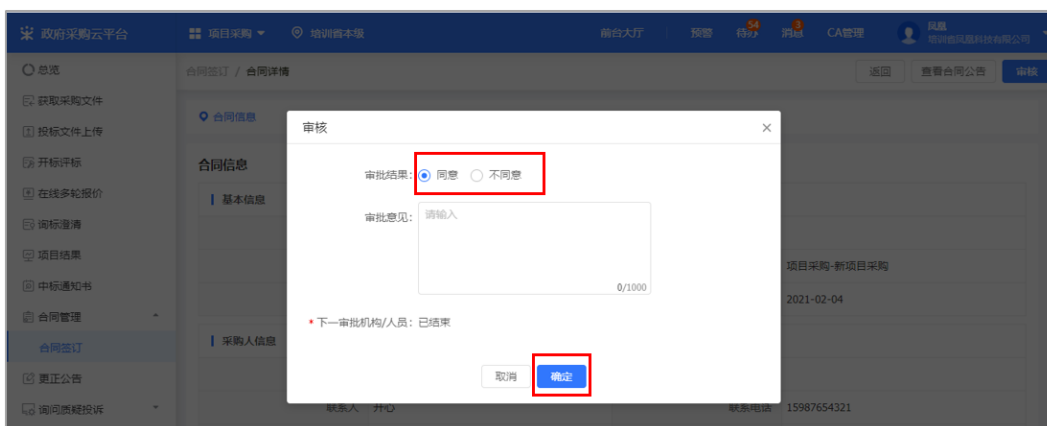 政府采购云平台 项目采购 培训省本级 前台大厅 预警 待办 54 消息 3 CA管理 凤凰
培训省凤凰科技有限公司
总览 合同签订 / 合同详情 返回 查看合同公告 审核
获取采购文件
合同信息
投标文件上传
审核
开标评标
合同信息
审批结果: 同意 不同意
在线多轮报价
基本信息
审批意见: 请输入
询标澄清
项目结果
项目采购-新项目采购
中标通知书
0/1000
2021-02-04
合同管理
* 下一审批机构/人员: 已结束
合同签订
采购人信息
更正公告
取消 确定
询问质疑投诉
联系人 开心 联系电话 15987654321